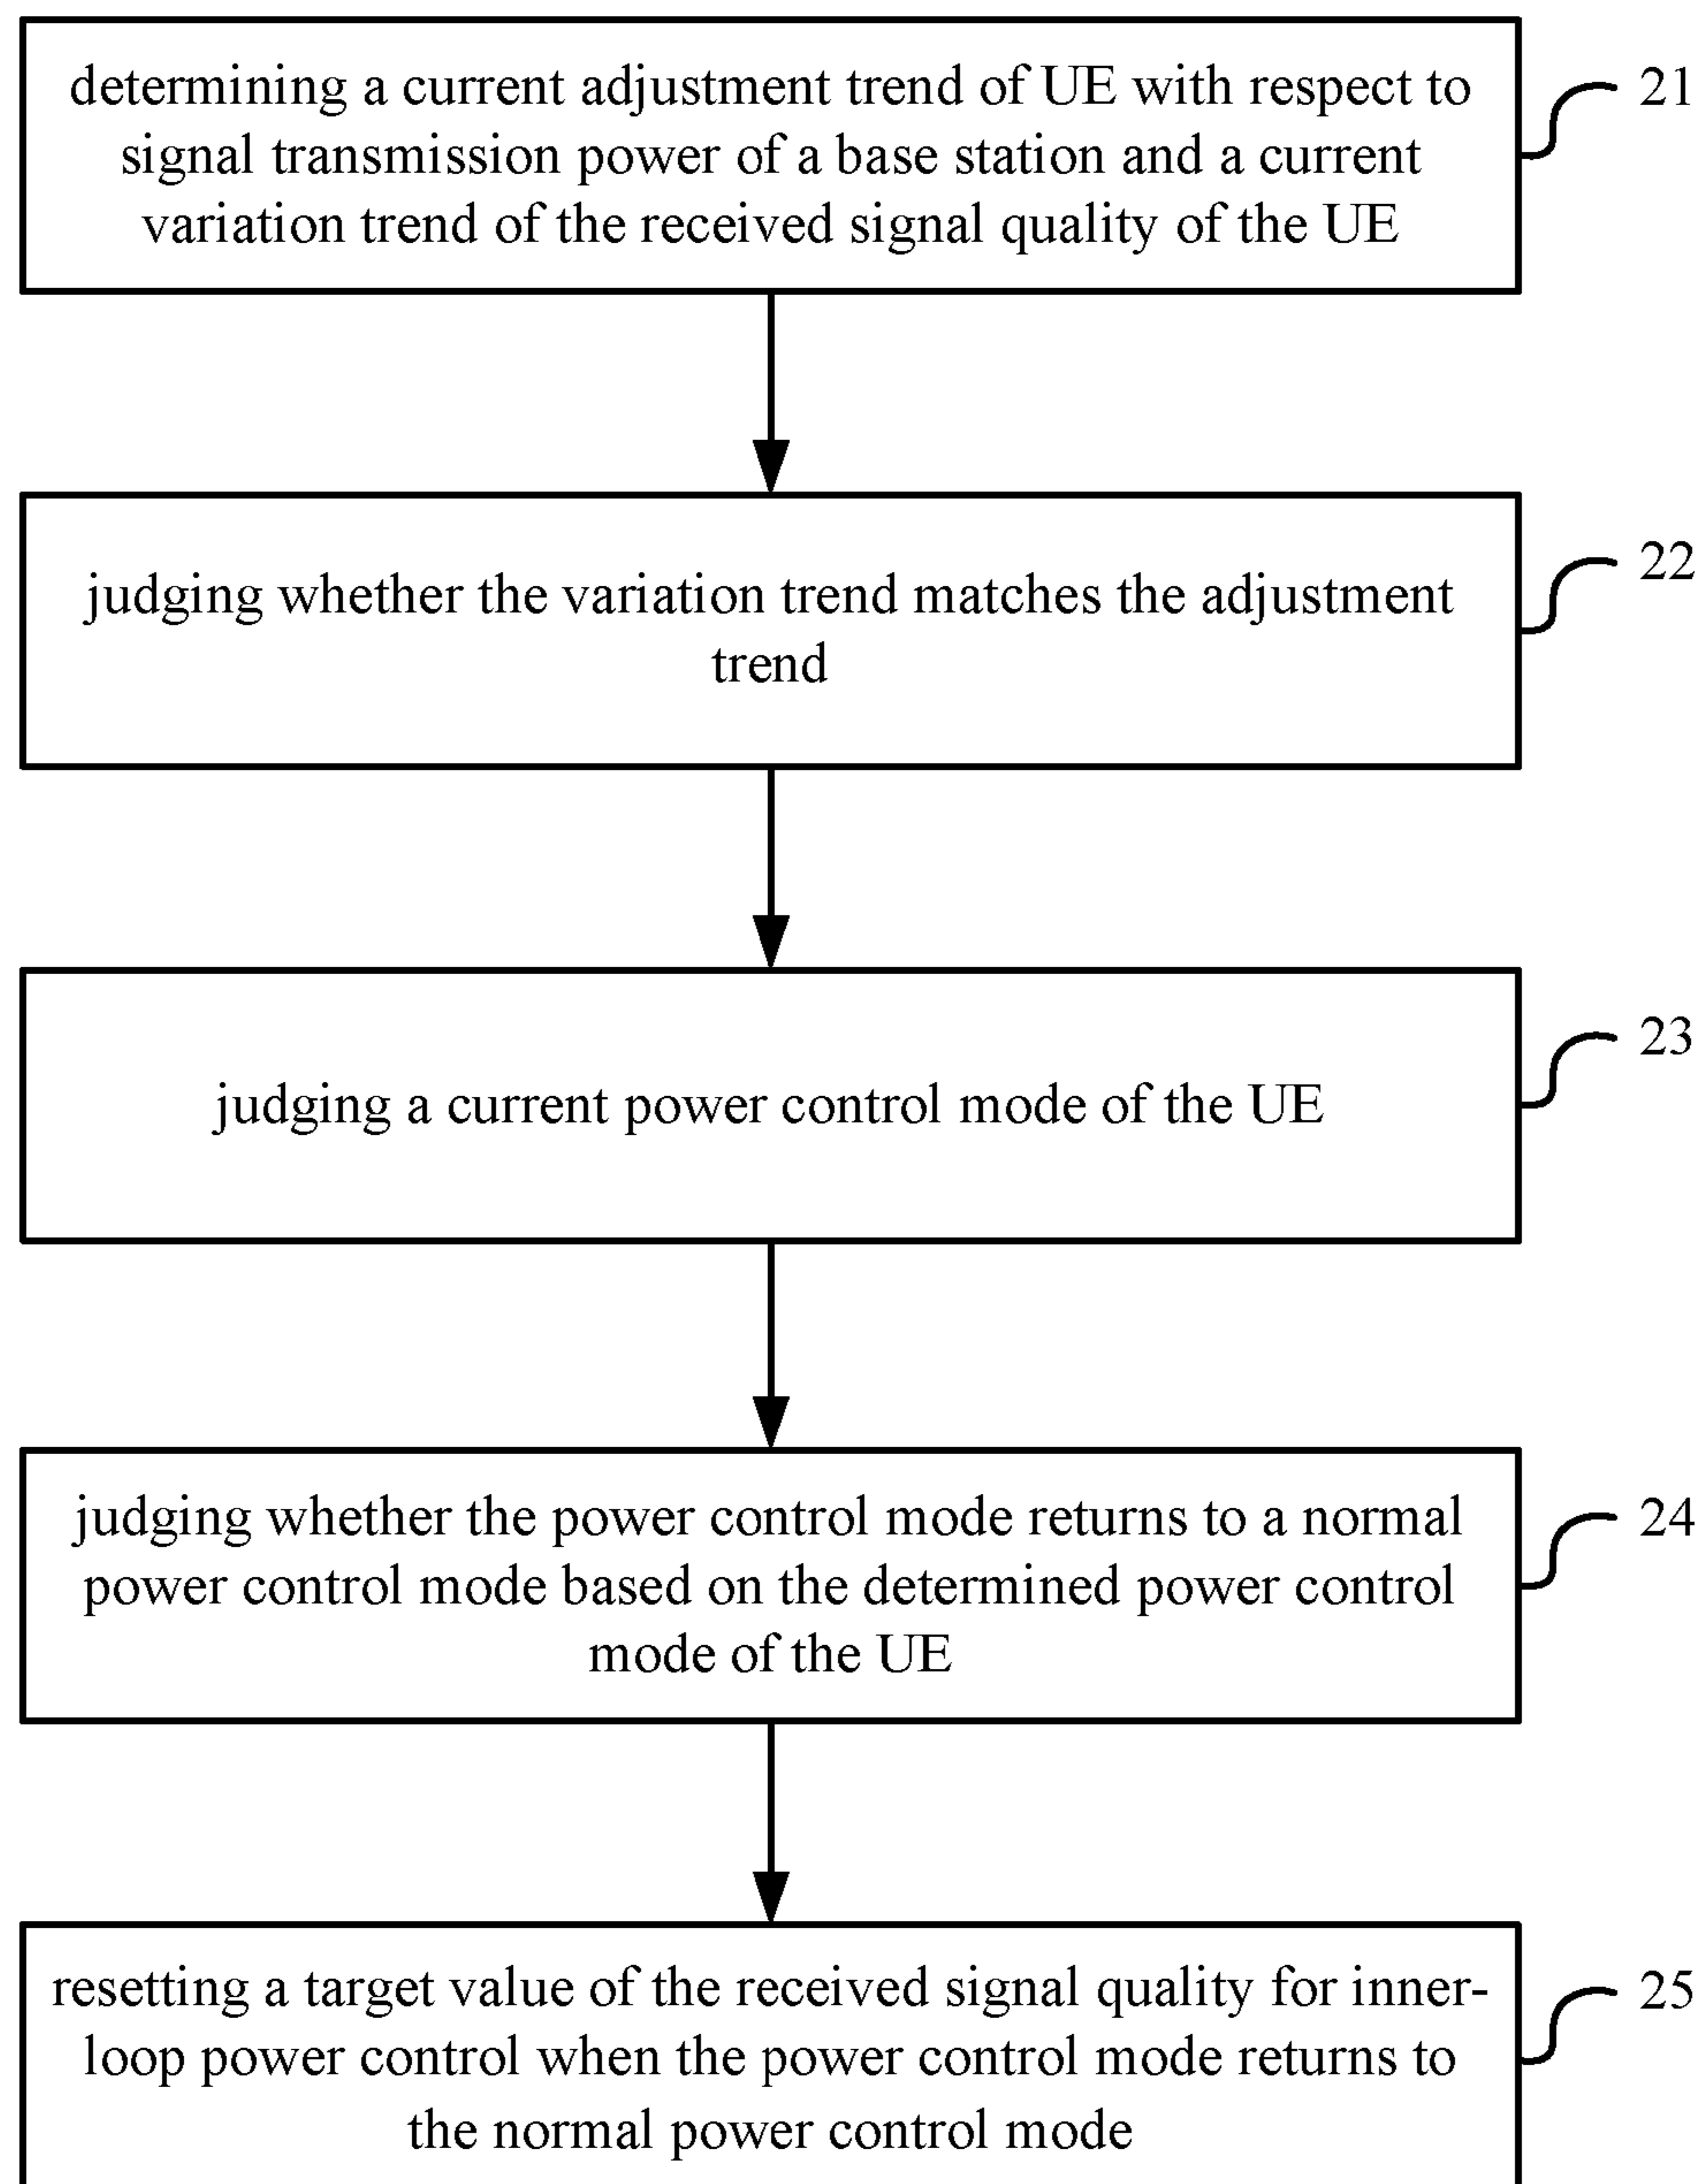 determining a current adjustment trend of UE with respect to
signal transmission power of a base station and a current
variation trend of the received signal quality of the UE
21
judging whether the variation trend matches the adjustment
trend
22
judging a current power control mode of the UE
23
judging whether the power control mode returns to a normal
power control mode based on the determined power control
mode of the UE
24
resetting a target value of the received signal quality for inner-
loop power control when the power control mode returns to
the normal power control mode
25